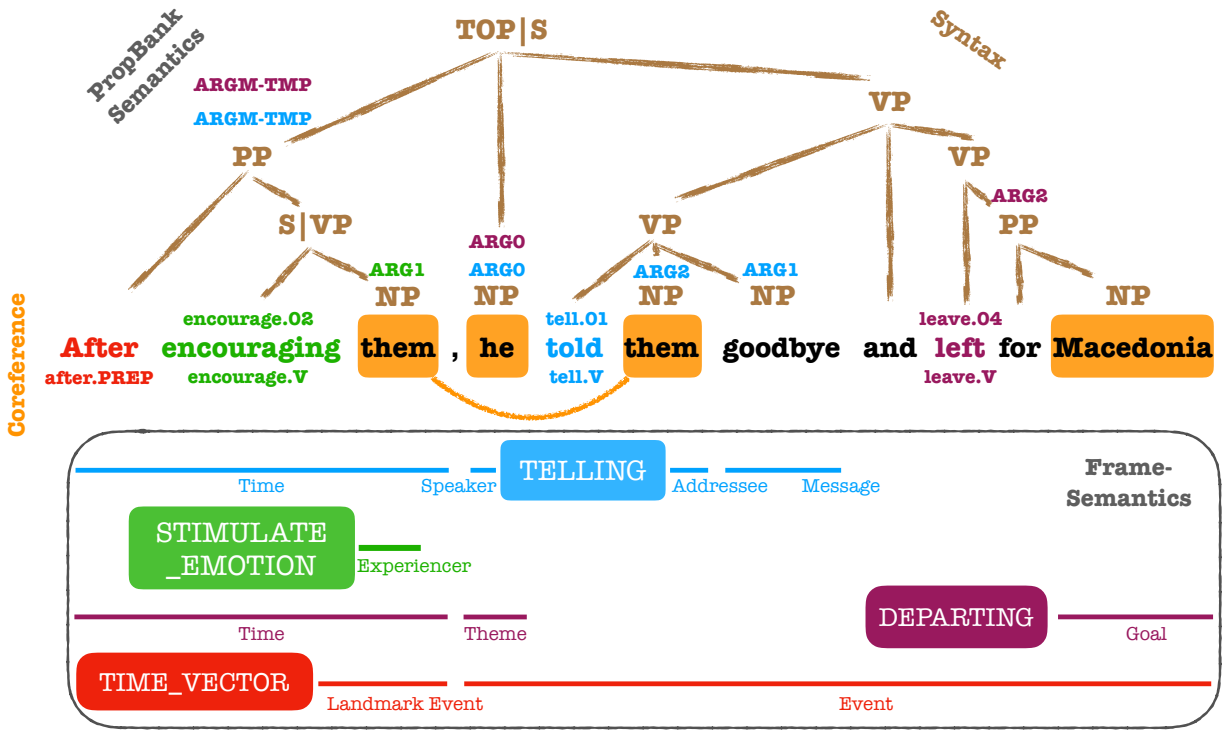 TOP|S
PropBank
Semantics
Syntax
ARGM-TMP
ARGM-TMP
VP
PP
VP
ARG2
S|VP
VP
PP
ARG0
ARG1
ARG0
ARG2
ARG1
NP
NP
NP
NP
NP
encourage.02
tell.01
leave.04
After encouraging them , he told them goodbye and left for Macedonia
after.PREP
encourage.V
tell.V
leave.V
Coreference
TELLING
Time
Speaker
Addressee
Message
Frame-
Semantics
STIMULATE
_EMOTION
Experiencer
DEPARTING
Time
Theme
Goal
TIME_VECTOR
Landmark Event
Event